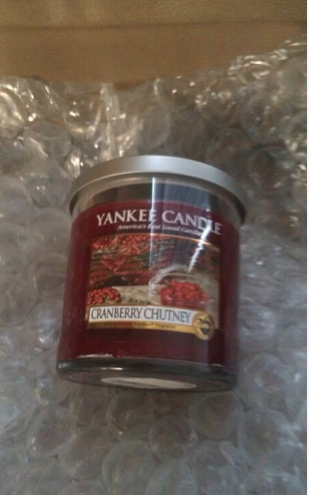 YANKEE CANDLE
America's Best Loved Candle
CRANBERRY CHUTNEY